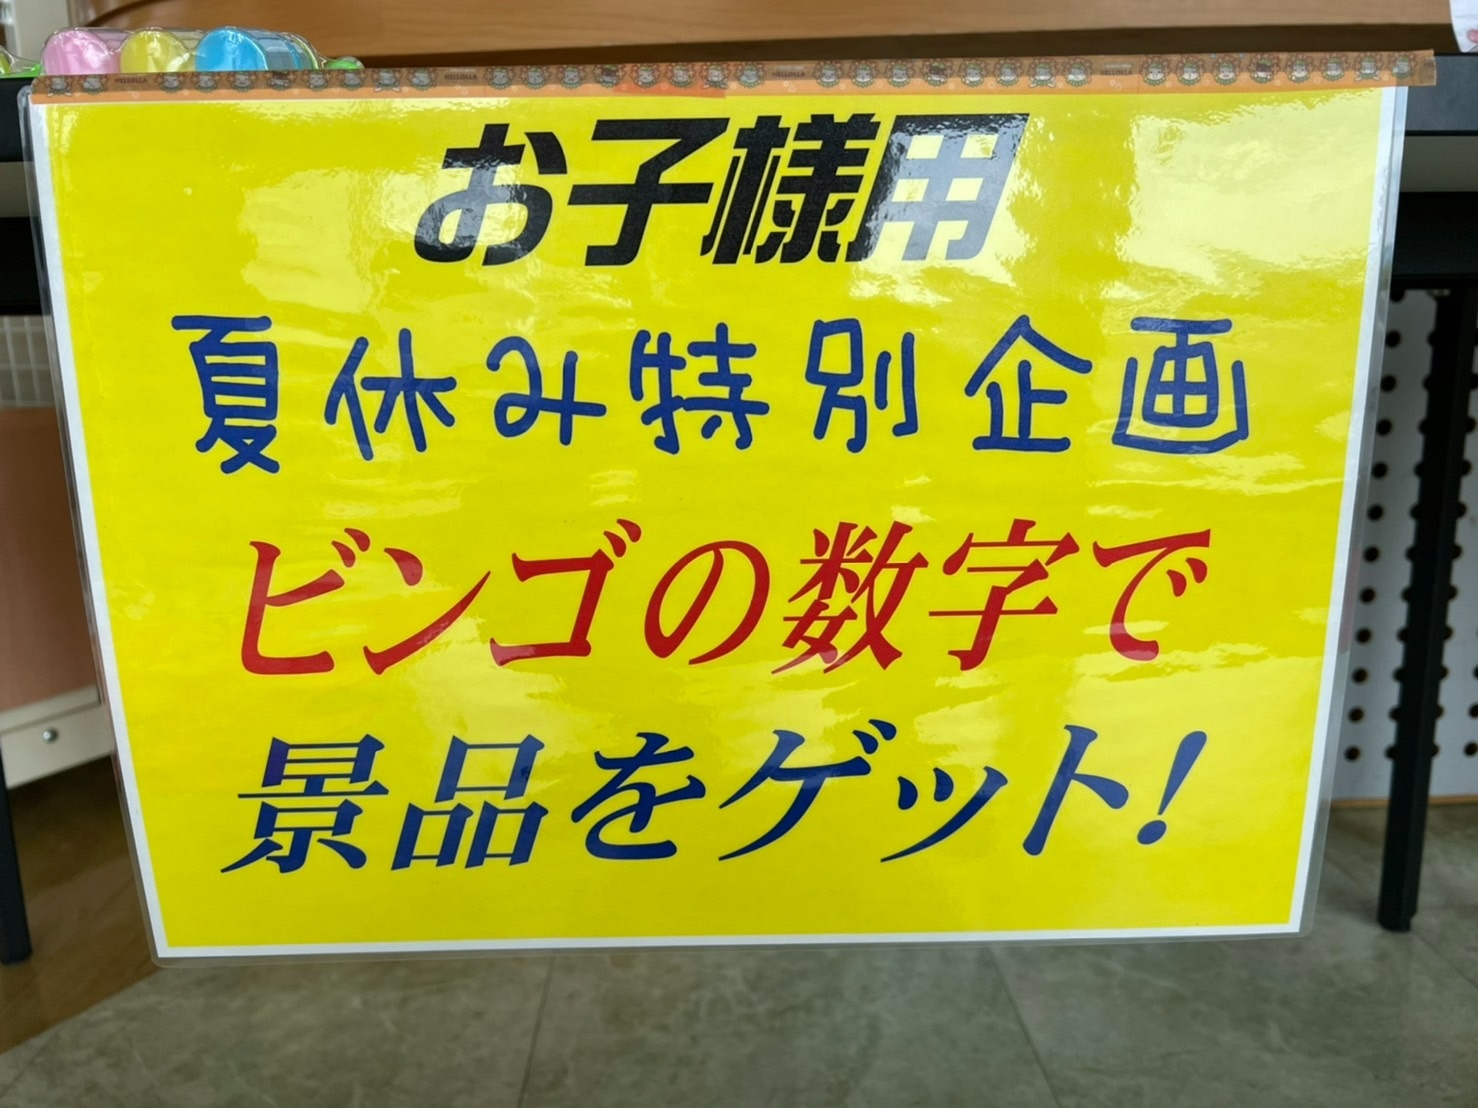 お子様用
夏休み特別企画
ビンゴの数字で
景品をゲット!